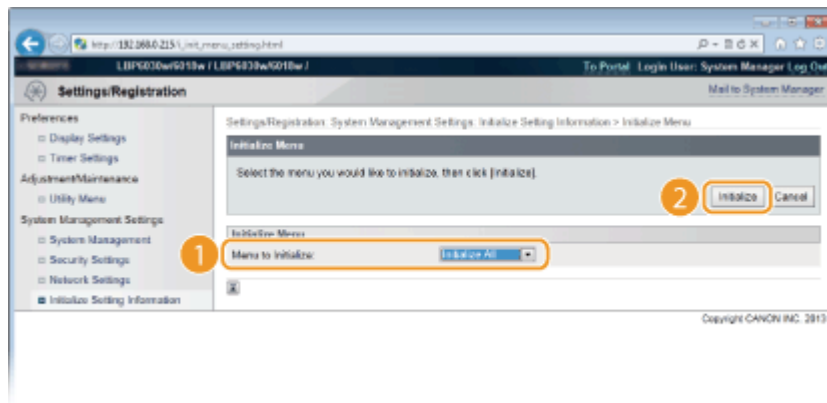 http://192.168.0.215/_init_menu_setting.html
LBP6030w/6018w / LBP6030w/6018w /
To Portal Login User: System Manager Log Out
Settings/Registration
Mail to System Manager
Preferences
Display Settings
Timer Settings
Adjustment/Maintenance
Utility Menu
System Management Settings
System Management
Security Settings
Network Settings
Initialize Setting Information
Settings/Registration: System Management Settings: Initialize Setting Information > Initialize Menu
Initialize Menu
Select the menu you would like to initialize, then click [Initialize].
2
Initialize
Cancel
Initialize Menu
1
Menu to Initialize:
Initialize All
Copyright CANON INC. 2013